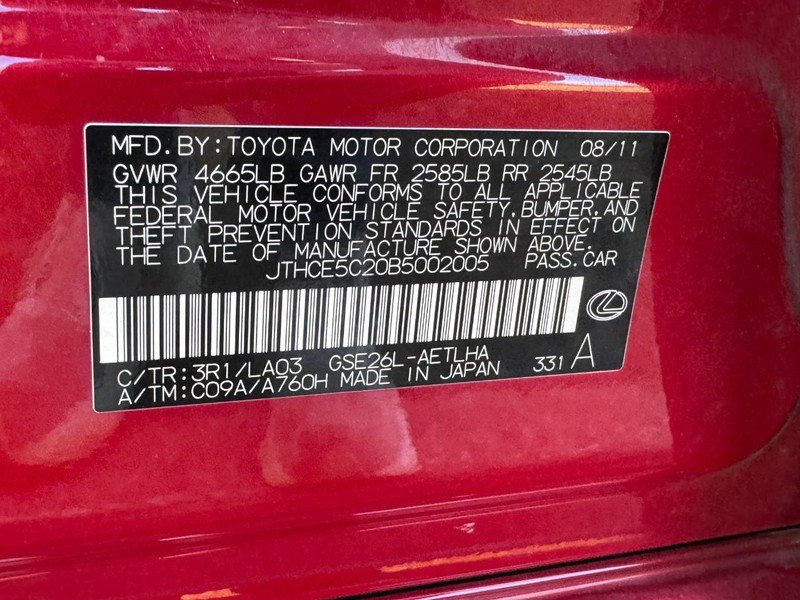 MFD.BY:TOYOTA MOTOR CORPORATION 08/11
GVWR 4665LB GAWR FR 2585LB RR 2545LB
THIS VEHICLE CONFORMS TO ALL APPLICABLE
FEDERAL MOTOR VEHICLE SAFETY, BUMPER, AND
THEFT PREVENTION STANDARDS IN EFFECT ON
THE DATE OF MANUFACTURE SHOWN ABOVE.
JTHCE5C20B5002005 PASS.CAR
C/TR:3R1/LA03 GSE26L-AETLHA 331 A
A/TM:C09A/A760H MADE IN JAPAN